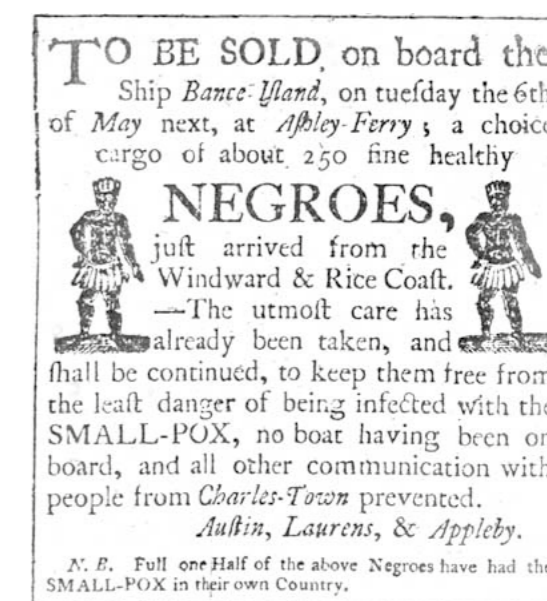 TO BE SOLD, on board the
Ship Bance-Yſland, on tueſday the 6th
of May next, at Aſhley-Ferry; a choice
cargo of about 250 fine healthy
NEGROES,
juſt arrived from the
Windward & Rice Coaſt.
—The utmoſt care has
already been taken, and
ſhall be continued, to keep them free from
the leaſt danger of being infected with the
SMALL-POX, no boat having been on
board, and all other communication with
people from Charles-Town prevented.
Auſtin, Laurens, & Appleby.
N. B. Full one Half of the above Negroes have had the
SMALL-POX in their own Country.